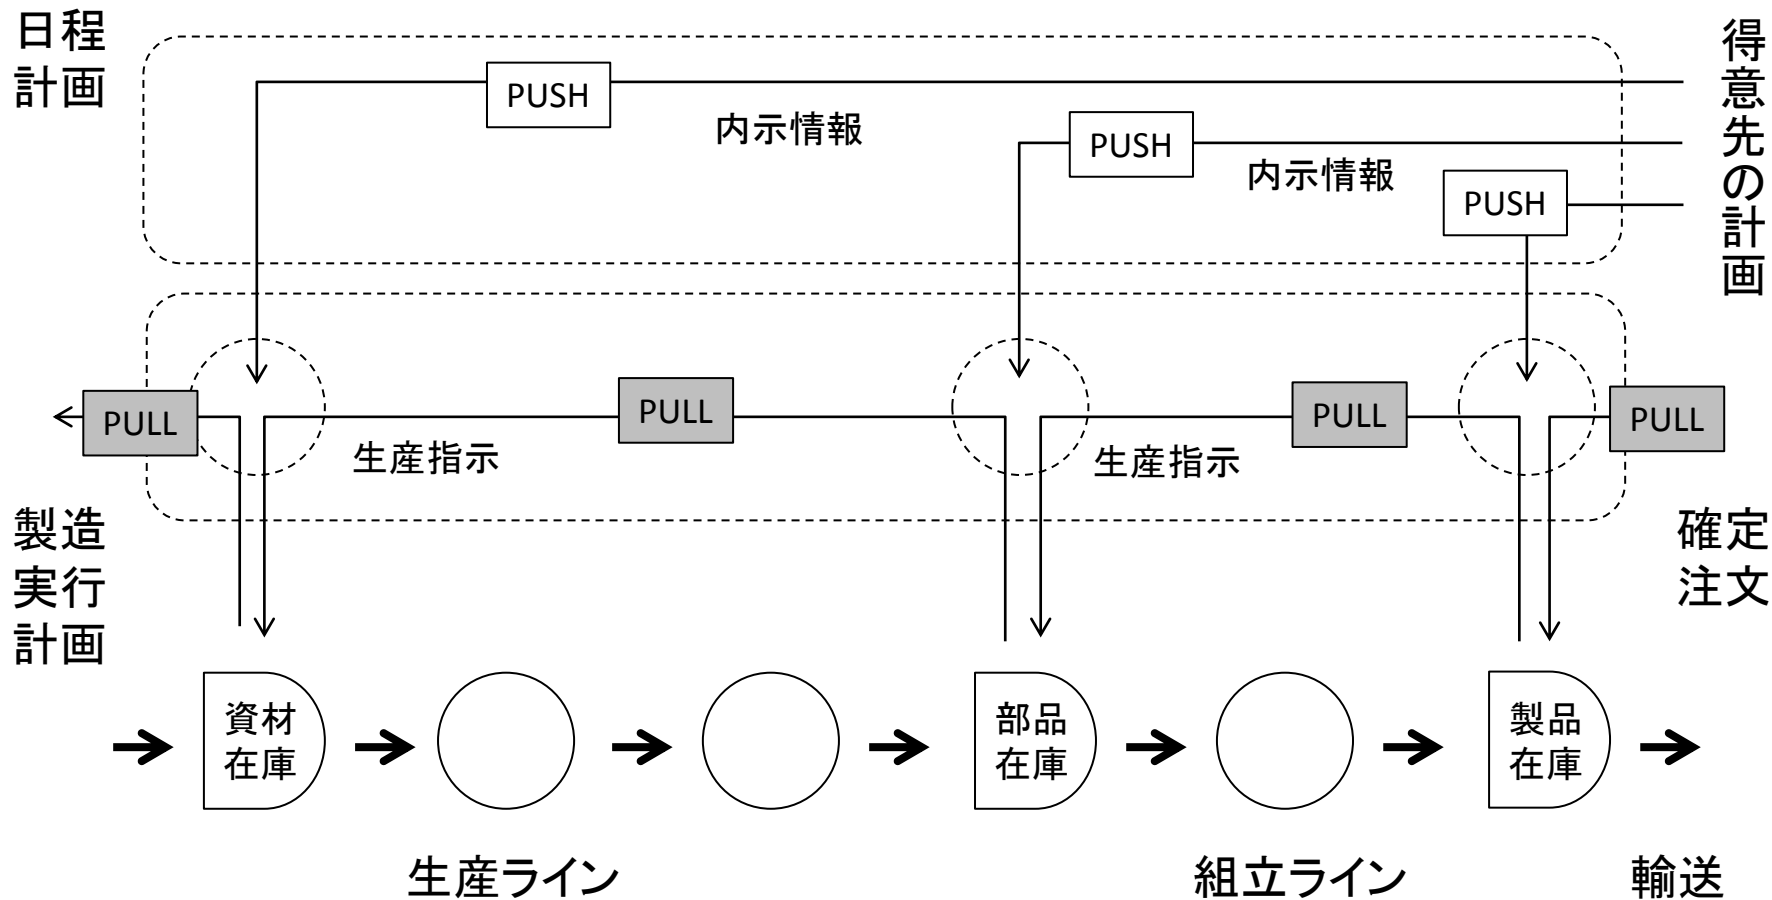 日程
計画
得意先の計画
PUSH
内示情報
PUSH
内示情報
PUSH
PULL
生産指示
PULL
生産指示
PULL
PULL
製造
実行
計画
確定
注文
資材
在庫
部品
在庫
製品
在庫
生産ライン
組立ライン
輸送